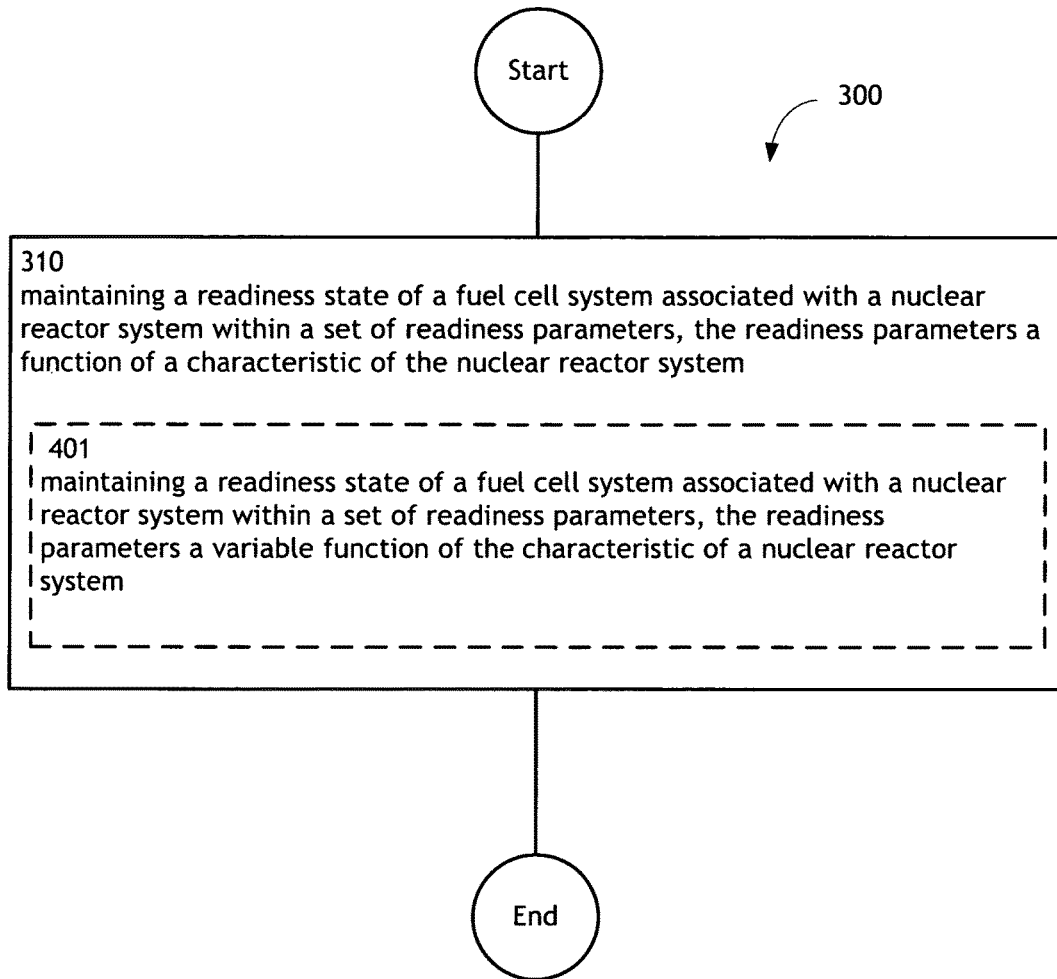 Start
300
310
maintaining a readiness state of a fuel cell system associated with a nuclear
reactor system within a set of readiness parameters, the readiness parameters a
function of a characteristic of the nuclear reactor system
401
maintaining a readiness state of a fuel cell system associated with a nuclear
reactor system within a set of readiness parameters, the readiness
parameters a variable function of the characteristic of a nuclear reactor
system
End